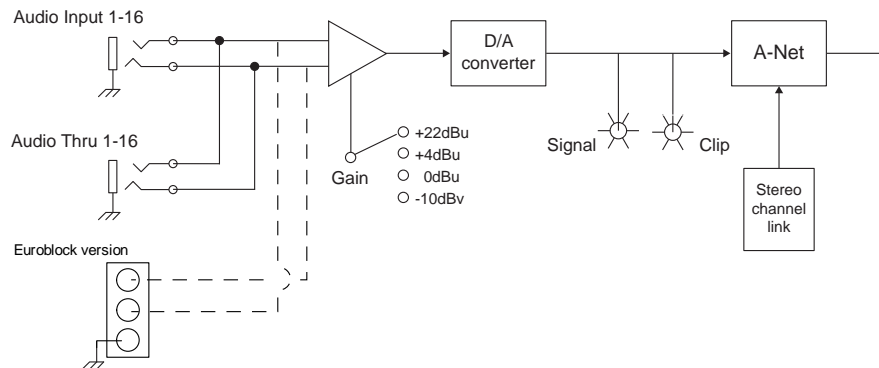 Audio Input 1-16
D/A
converter
A-Net
Audio Thru 1-16
+22dBu
+4dBu
0dBu
-10dBv
Gain
Signal
Clip
Stereo
channel
link
Euroblock version